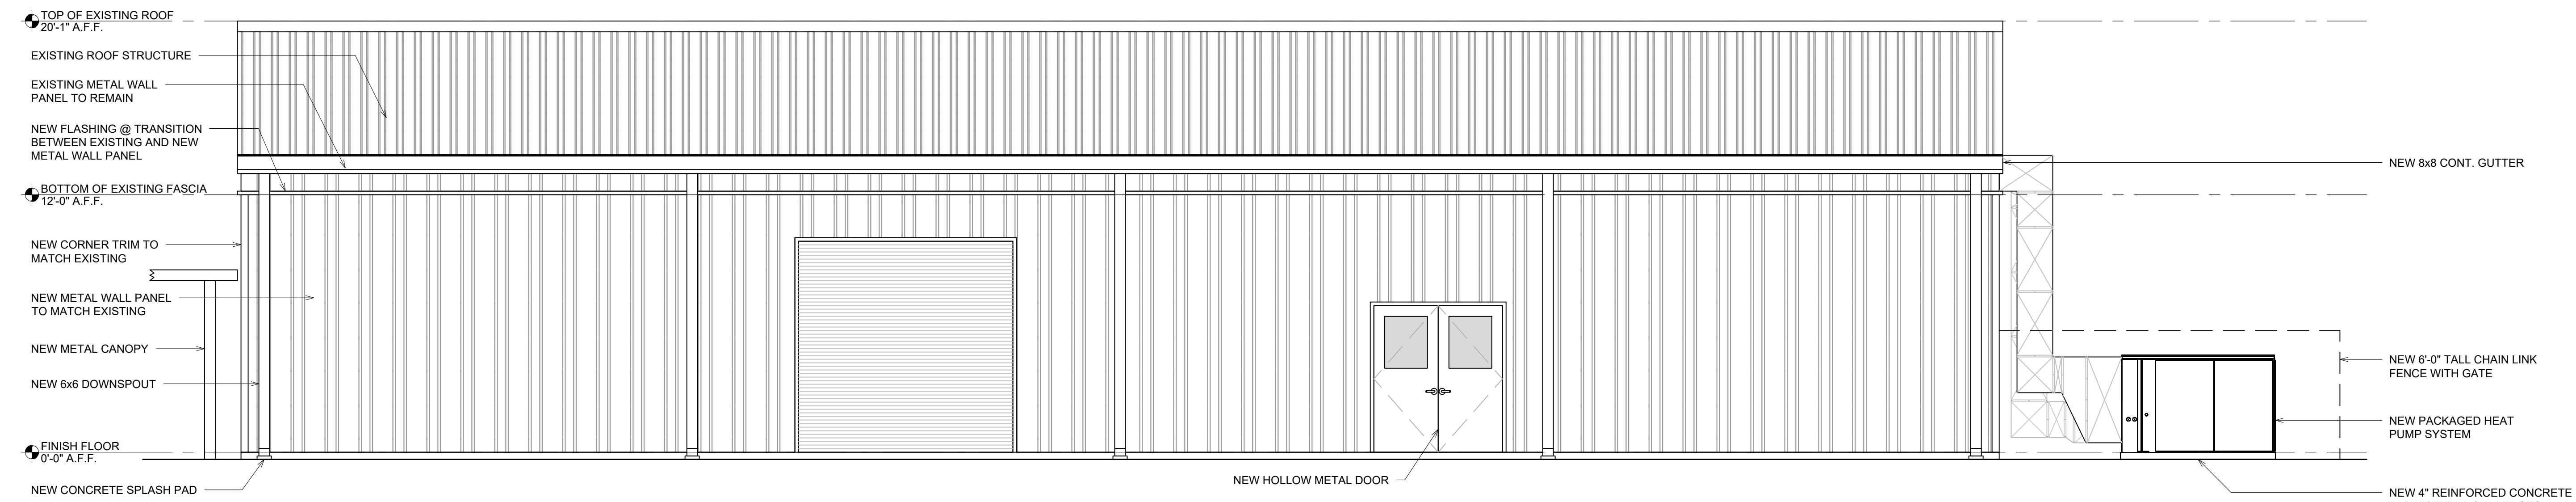 TOP OF EXISTING ROOF
20'-1" A.F.F.
EXISTING ROOF STRUCTURE
EXISTING METAL WALL
PANEL TO REMAIN
NEW FLASHING @ TRANSITION
BETWEEN EXISTING AND NEW
METAL WALL PANEL
BOTTOM OF EXISTING FASCIA
12'-0" A.F.F.
NEW CORNER TRIM TO
MATCH EXISTING
NEW METAL WALL PANEL
TO MATCH EXISTING
NEW METAL CANOPY
NEW 6x6 DOWNSPOUT
FINISH FLOOR
0'-0" A.F.F.
NEW CONCRETE SPLASH PAD
NEW HOLLOW METAL DOOR
NEW 8x8 CONT. GUTTER
NEW 6'-0" TALL CHAIN LINK
FENCE WITH GATE
NEW PACKAGED HEAT
PUMP SYSTEM
NEW 4" REINFORCED CONCRETE